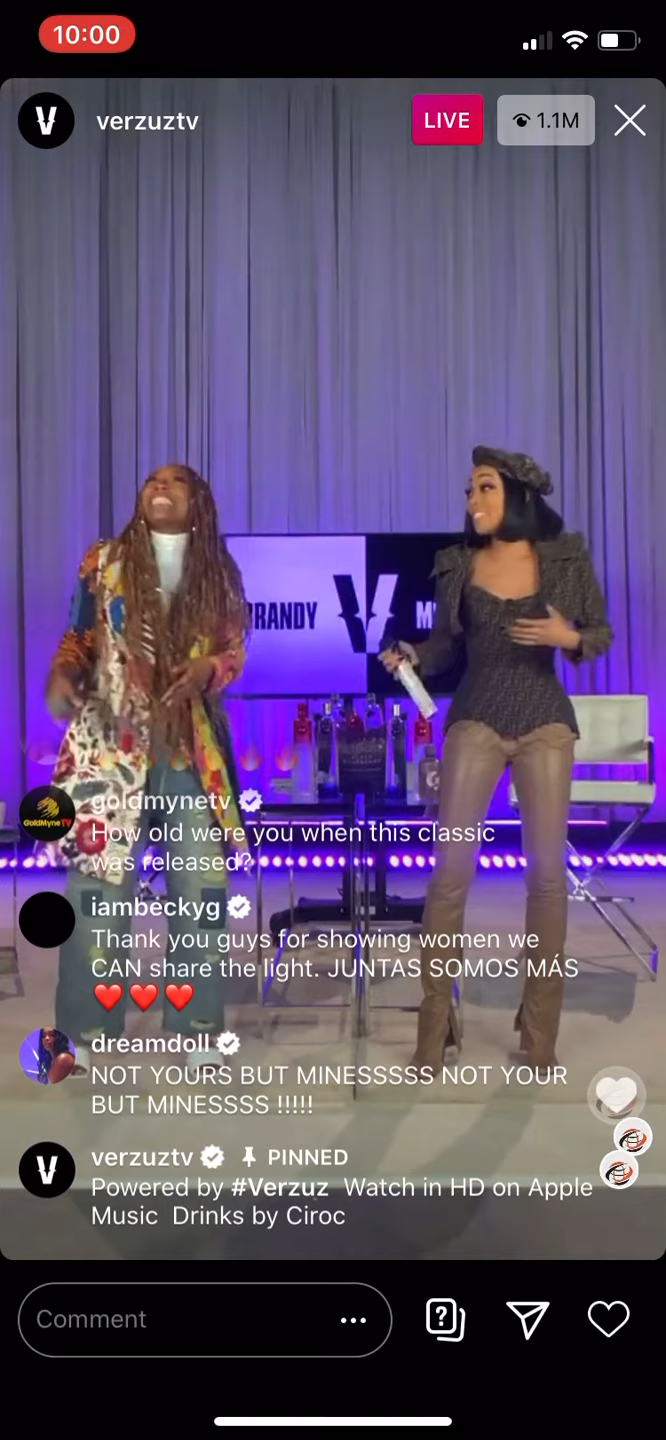 10:00
verzuztv
LIVE
1.1M
RANDY
V
M
goldmynetv
How old were you when this classic
was released?
iambeckyg
Thank you guys for showing women we
CAN share the light. JUNTAS SOMOS MÁS
❤️ ❤️ ❤️
dreamdoll
NOT YOURS BUT MINESSSSS NOT YOUR
BUT MINESSSS !!!!!
verzuztv PINNED
Powered by #Verzuz Watch in HD on Apple
Music Drinks by Ciroc
Comment